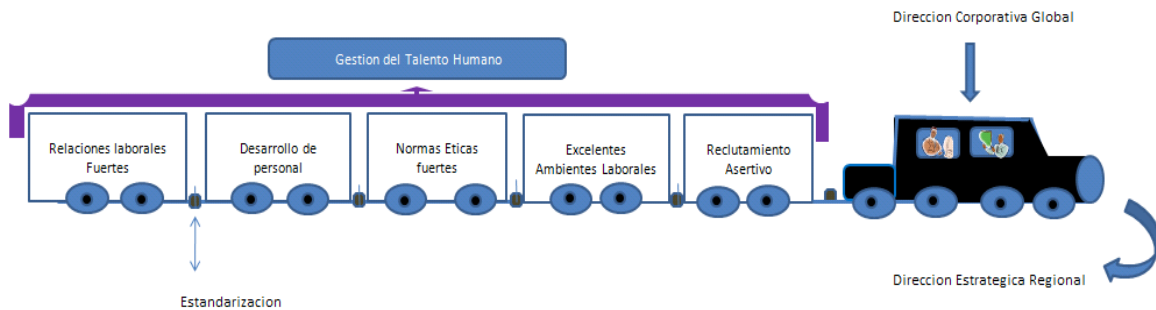 Direccion Corporativa Global
Gestion del Talento Humano
Relaciones laborales
Fuertes
Desarrollo de
personal
Normas Eticas
fuertes
Excelentes
Ambientes Laborales
Reclutamiento
Asertivo
Direccion Estrategica Regional
Estandarizacion